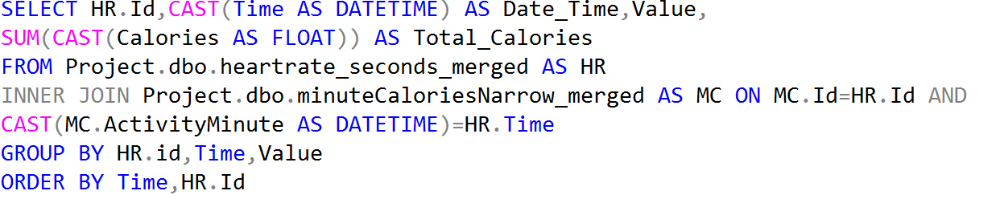 SELECT HR.Id,CAST(Time AS DATETIME) AS Date_Time,Value,
SUM(CAST(Calories AS FLOAT)) AS Total_Calories
FROM Project.dbo.heartrate_seconds_merged AS HR
INNER JOIN Project.dbo.minuteCaloriesNarrow_merged AS MC ON MC.Id=HR.Id AND
CAST(MC.ActivityMinute AS DATETIME)=HR.Time
GROUP BY HR.id,Time,Value
ORDER BY Time,HR.Id